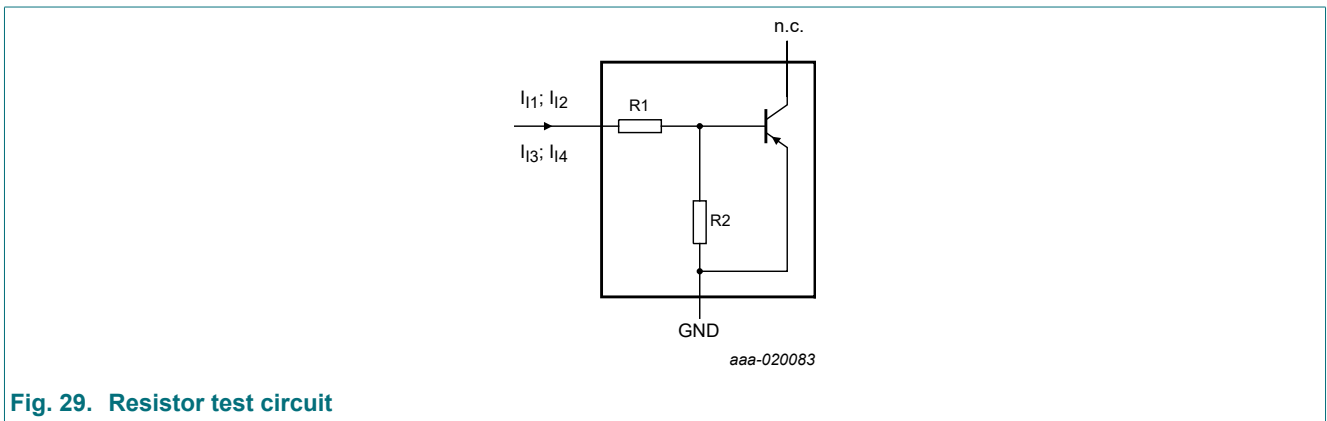 n.c.
I_I1; I_I2
R1
I_I3; I_I4
R2
GND
aaa-020083
Fig. 29. Resistor test circuit